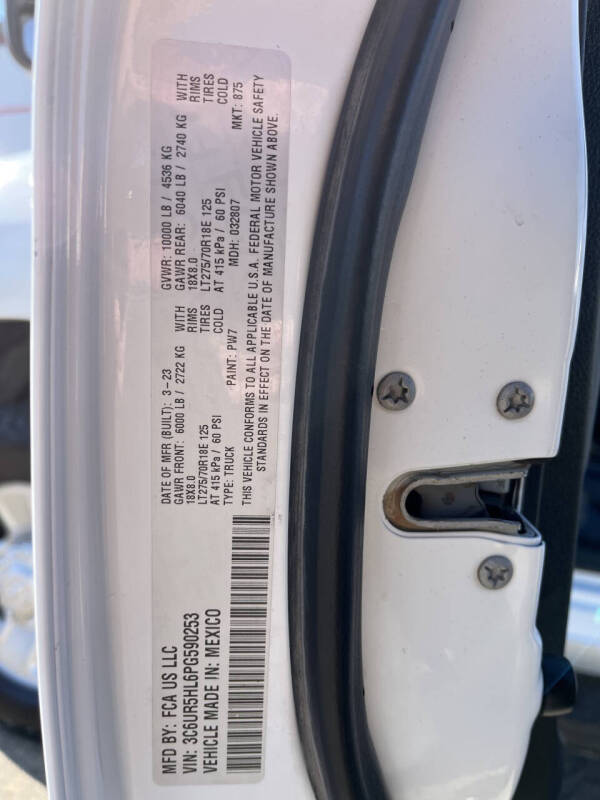 MFD BY: FCA US LLC
VIN: 3C6UR5HL6PG590253
VEHICLE MADE IN: MEXICO
DATE OF MFR (BUILT): 3-23 GVWR: 10000 LB / 4536 KG
GAWR FRONT: 6000 LB / 2722 KG WITH GAWR REAR: 6040 LB / 2740 KG WITH
18X8.0 RIMS 18X8.0 RIMS
LT275/70R18E 125 TIRES LT275/70R18E 125 TIRES
AT 415 kPa / 60 PSI COLD AT 415 kPa / 60 PSI COLD
TYPE: TRUCK PAINT: PW7 MDH: 032807 MKT: 875
THIS VEHICLE CONFORMS TO ALL APPLICABLE U.S.A. FEDERAL MOTOR VEHICLE SAFETY
STANDARDS IN EFFECT ON THE DATE OF MANUFACTURE SHOWN ABOVE.